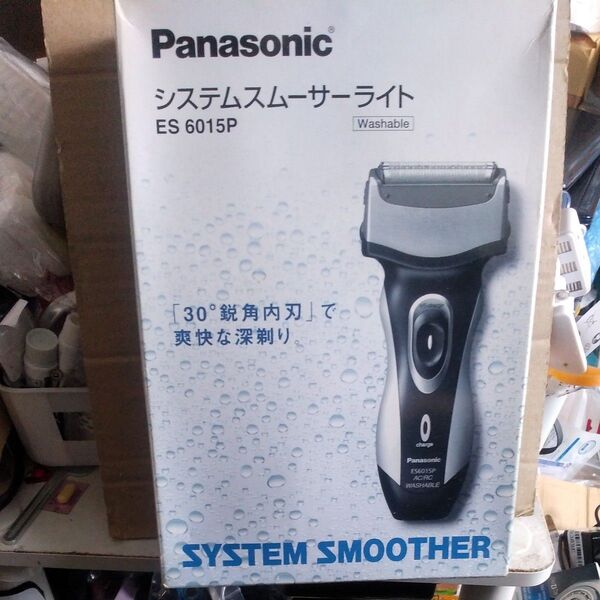 Panasonic®
システムスムーサーライト
ES 6015P
Washable
「30°鋭角内刃」で
爽快な深剃り。
charge
Panasonic
ES6015P
AC/RC
WASHABLE
SYSTEM SMOOTHER